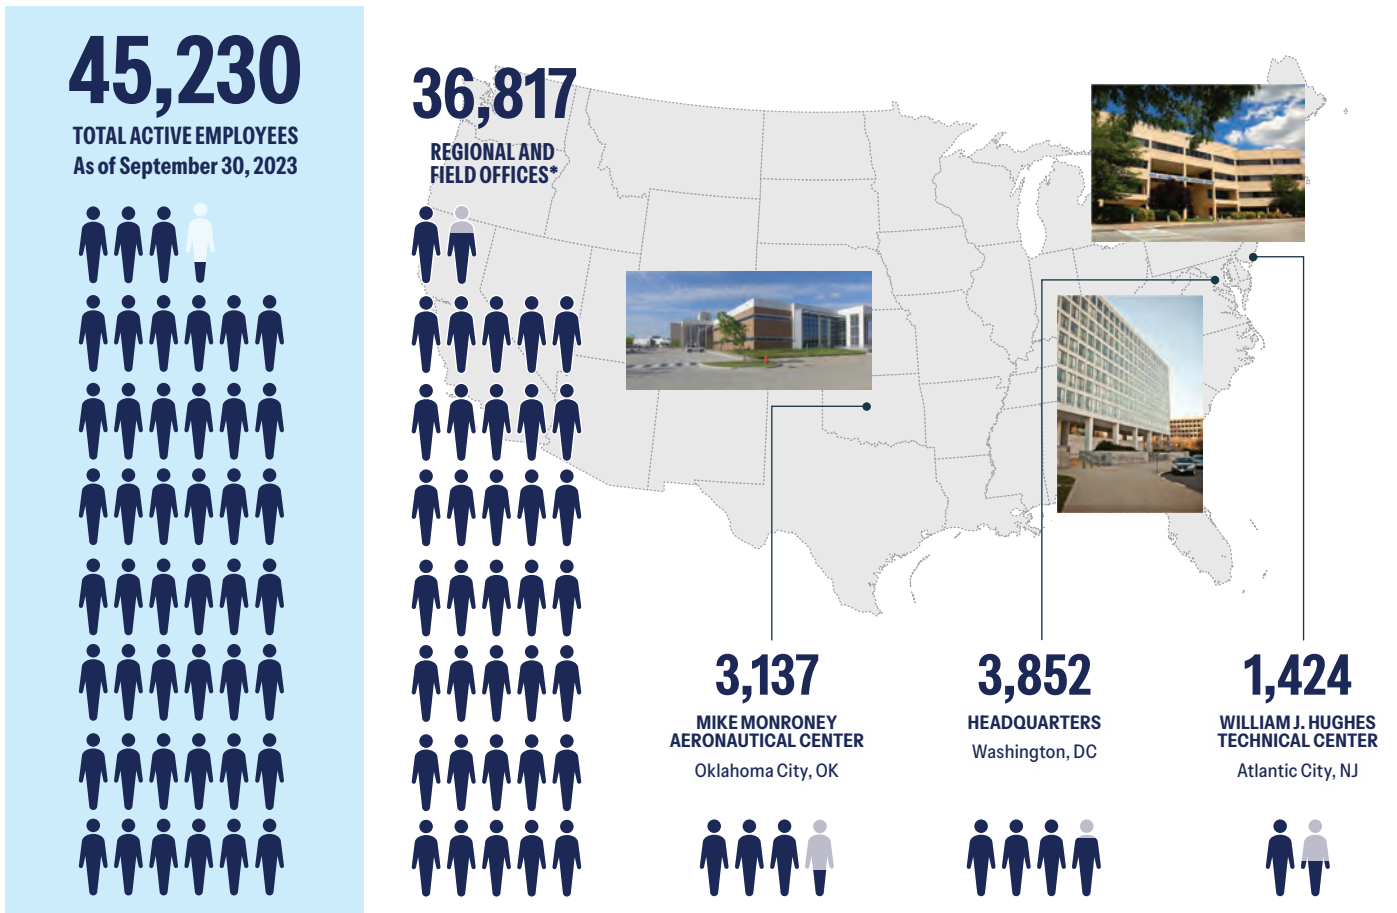 45,230
TOTAL ACTIVE EMPLOYEES
As of September 30, 2023
36,817
REGIONAL AND
FIELD OFFICES*
3,137
MIKE MONRONEY
AERONAUTICAL CENTER
Oklahoma City, OK
3,852
HEADQUARTERS
Washington, DC
1,424
WILLIAM J. HUGHES
TECHNICAL CENTER
Atlantic City, NJ